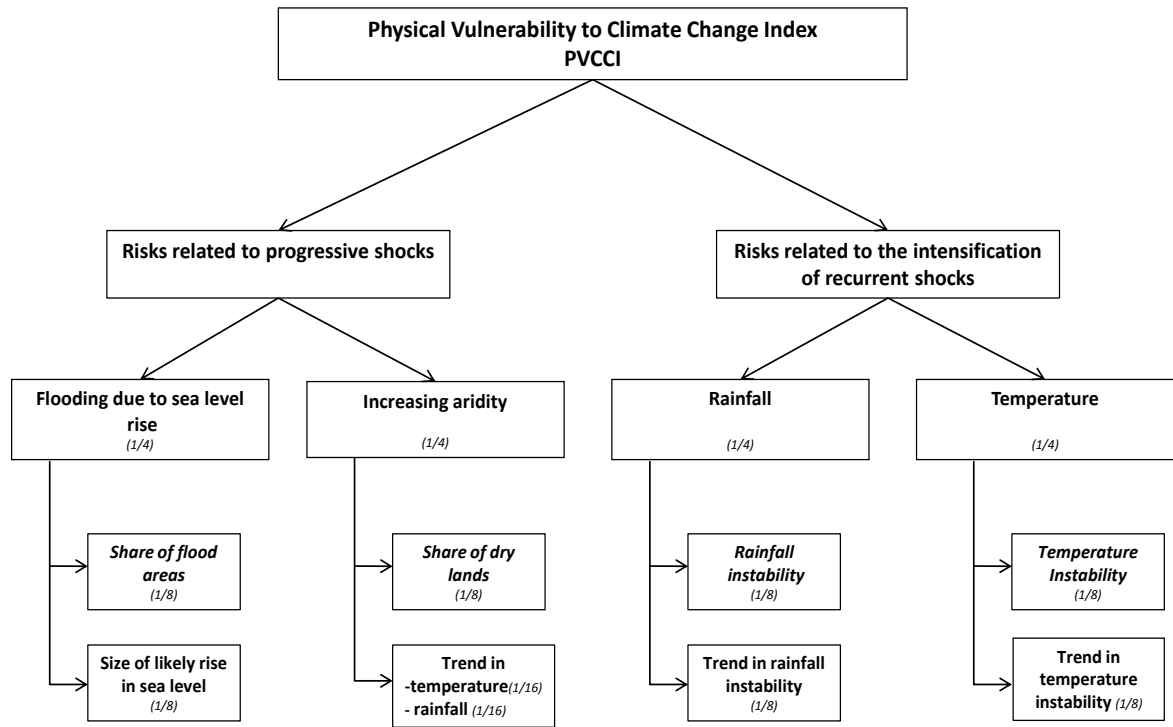 Physical Vulnerability to Climate Change Index
PVCCI
Risks related to progressive shocks
Risks related to the intensification
of recurrent shocks
Flooding due to sea level
rise
(1/4)
Increasing aridity
(1/4)
Rainfall
(1/4)
Temperature
(1/4)
Share of flood
areas
(1/8)
Share of dry
lands
(1/8)
Rainfall
instability
(1/8)
Temperature
Instability
(1/8)
Size of likely rise
in sea level
(1/8)
Trend in
-temperature(1/16)
- rainfall (1/16)
Trend in rainfall
instability
(1/8)
Trend in
temperature
instability (1/8)